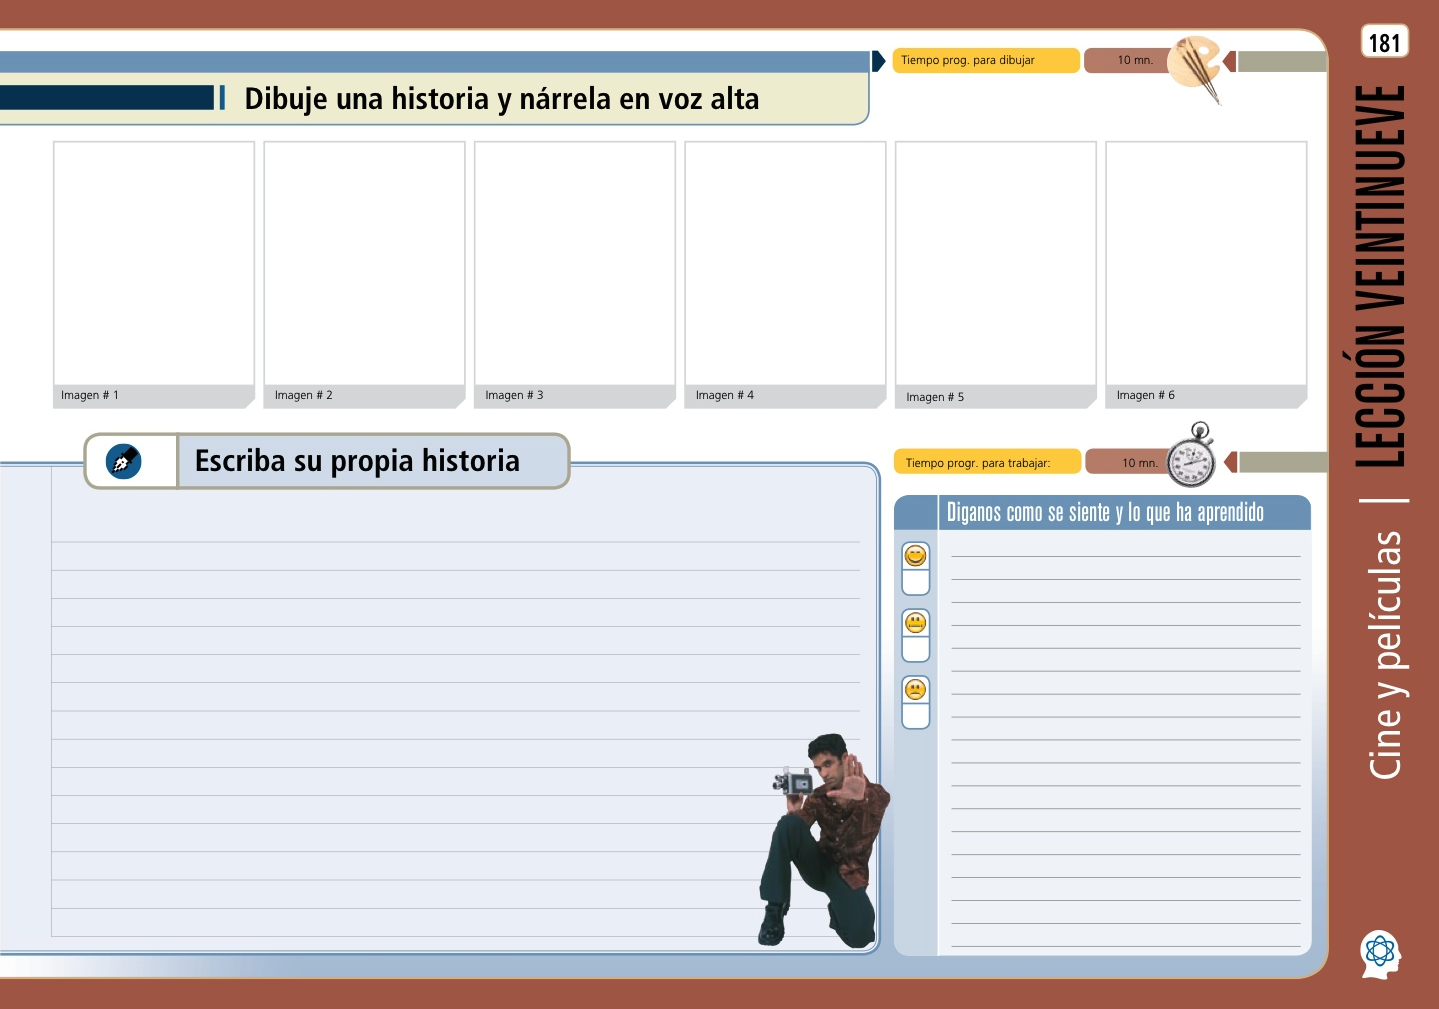 181
Tiempo prog. para dibujar
10 mn.
Dibuje una historia y nárrela en voz alta
Imagen # 1
Imagen # 2
Imagen # 3
Imagen # 4
Imagen # 5
Imagen # 6
Escriba su propia historia
Tiempo progr. para trabajar:
10 mn.
Diganos como se siente y lo que ha aprendido
Cine y películas | LECCIÓN VEINTINUEVE